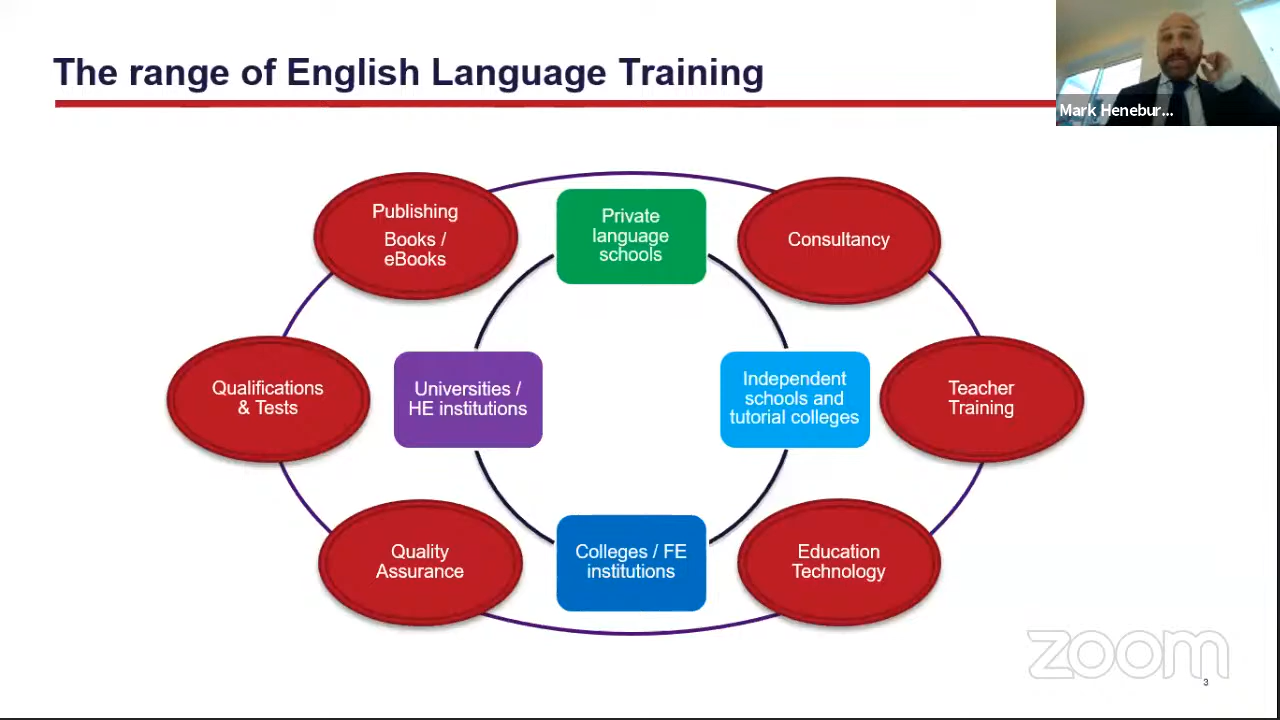 The range of English Language Training
Mark Henebur...
Publishing
Books /
eBooks
Private
language
schools
Consultancy
Qualifications
& Tests
Universities /
HE institutions
Independent
schools and
tutorial colleges
Teacher
Training
Quality
Assurance
Colleges / FE
institutions
Education
Technology
zoom
3